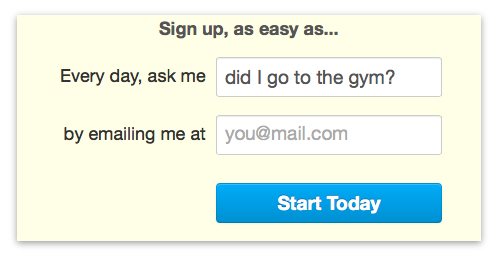 Sign up, as easy as...
Every day, ask me did I go to the gym?
by emailing me at you@mail.com
Start Today